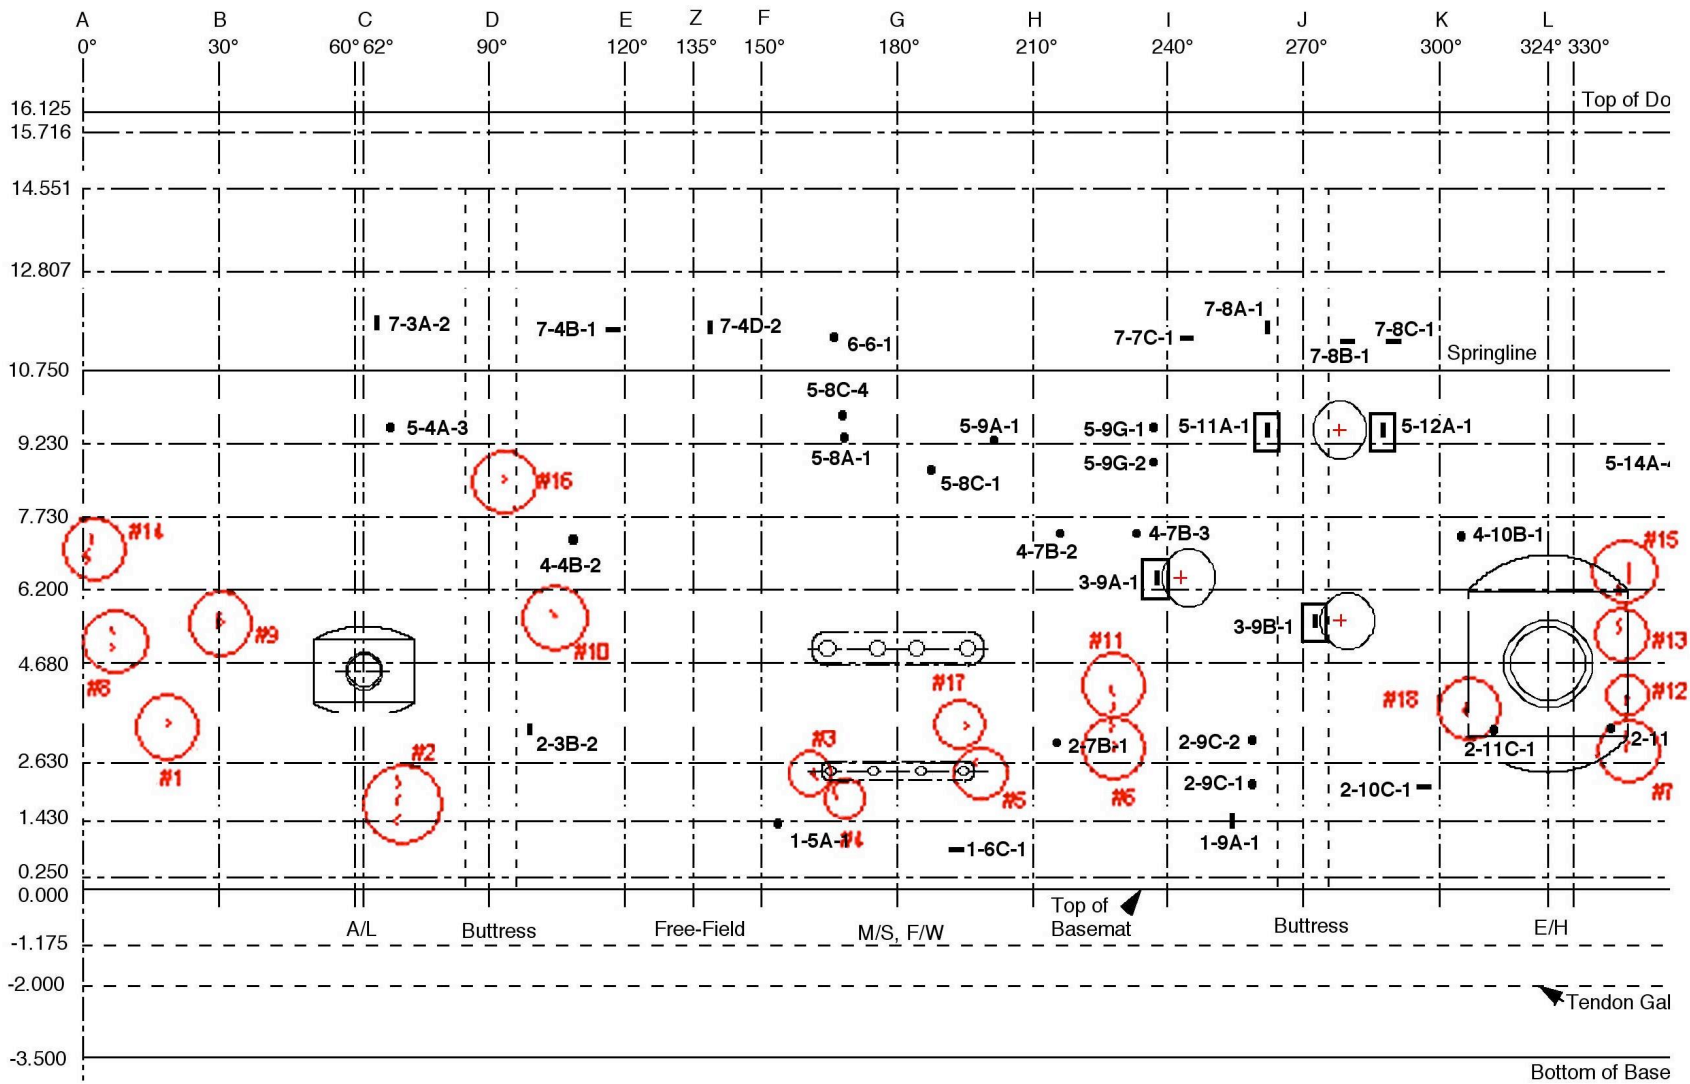 A B C D E Z F G H I J K L
0° 30° 60° 62° 90° 120° 135° 150° 180° 210° 240° 270° 300° 324° 330°
16.125
Top of Do
15.716
14.551
12.807
7-3A-2
7-4B-1
7-4D-2
6-6-1
7-7C-1
7-8A-1
7-8B-1
7-8C-1
Springline
10.750
5-8C-4
5-4A-3
5-8A-1
5-9A-1
5-9G-1
5-11A-1
5-12A-1
9.230
5-9G-2
5-8C-1
5-14A-
#16
7.730
#14
4-4B-2
4-7B-2
4-7B-3
4-10B-1
#15
3-9A-1
6.200
#9
#10
3-9B-1
#11
#13
4.680
#8
#17
#18
#12
#1
#2
2-3B-2
#3
2-7B-1
2-9C-2
2-11C-1
2-11
2.630
#5
#6
2-9C-1
2-10C-1
#7
1.430
1-5A-1
#4
1-6C-1
1-9A-1
0.250
0.000
A/L
Buttress
Free-Field
M/S, F/W
Top of
Basemat
Buttress
E/H
-1.175
-2.000
Tendon Gal
-3.500
Bottom of Base